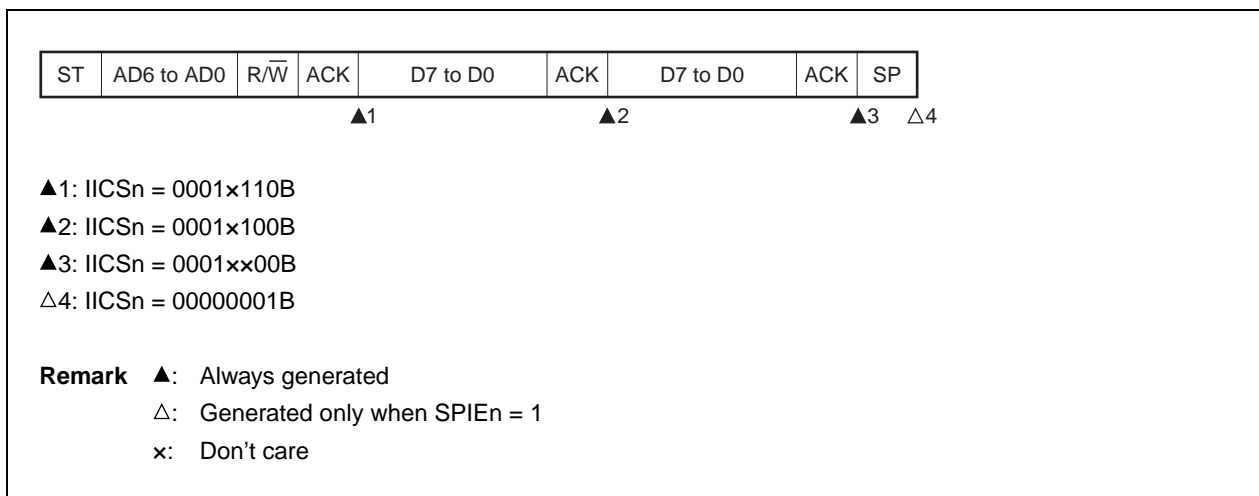 ST AD6 to AD0 R/W̅ ACK D7 to D0 ACK D7 to D0 ACK SP
▲1 ▲2 ▲3 △4
▲1: IICSn = 0001×110B
▲2: IICSn = 0001×100B
▲3: IICSn = 0001××00B
△4: IICSn = 00000001B
Remark ▲: Always generated
△: Generated only when SPIEn = 1
×: Don't care